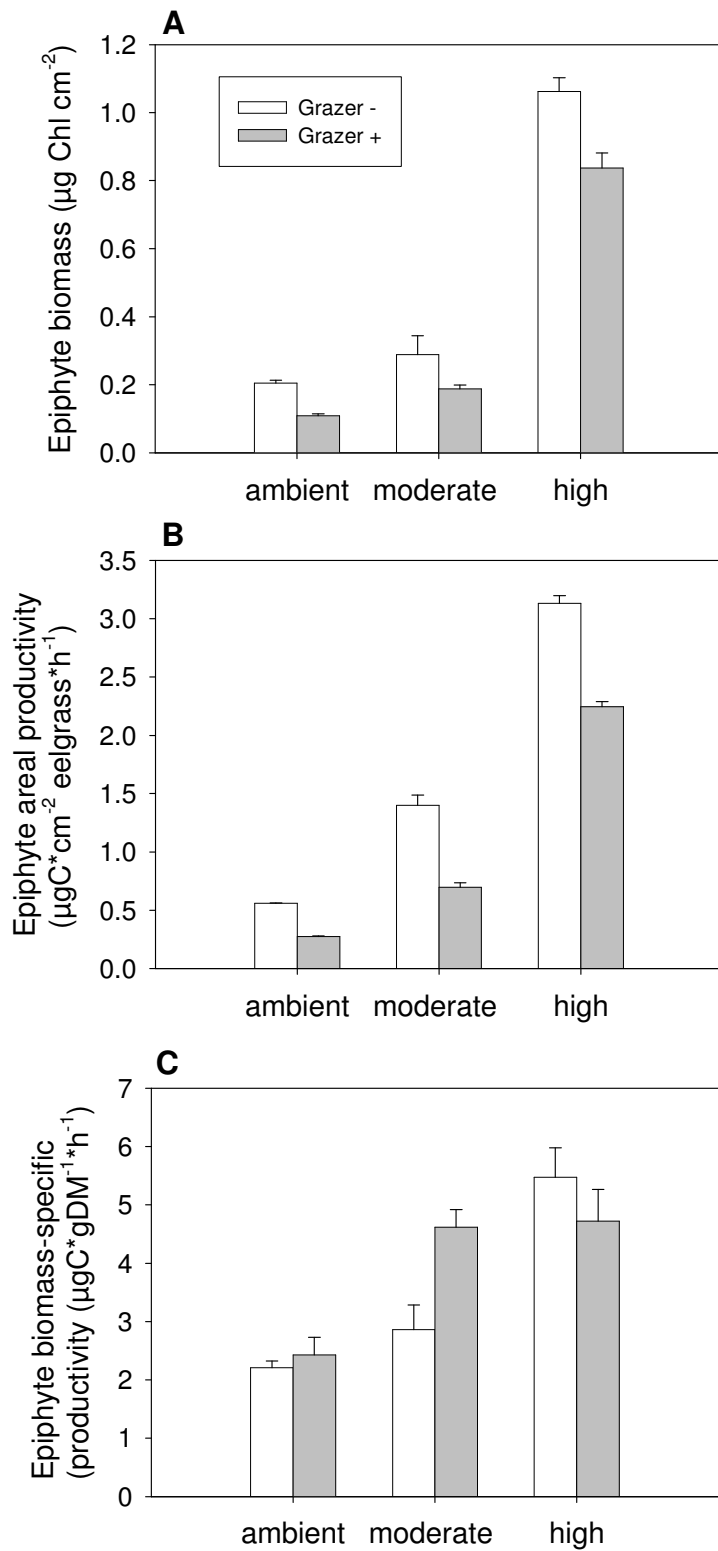 A
Epiphyte biomass (µg Chl cm⁻²)
1.2
1.0
0.8
0.6
0.4
0.2
0.0
Grazer -
Grazer +
ambient moderate high
B
Epiphyte areal productivity
(µgC*cm⁻² eelgrass*h⁻¹)
3.5
3.0
2.5
2.0
1.5
1.0
0.5
0.0
ambient moderate high
C
Epiphyte biomass-specific
(productivity (µgC*gDM⁻¹*h⁻¹)
7
6
5
4
3
2
1
0
ambient moderate high